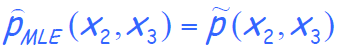 p̂_MLE(x₂, x₃) = p̃(x₂, x₃)